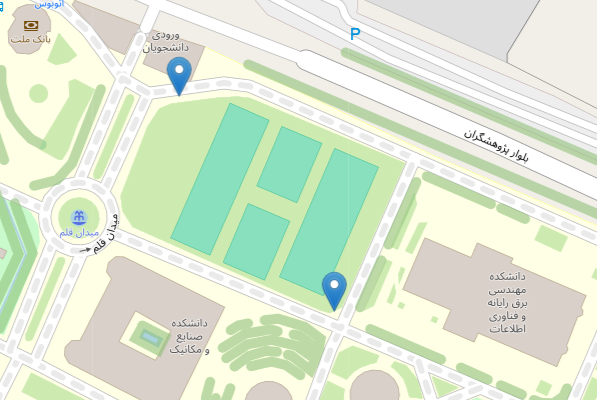 اتوبوس
بانک ملت
ورودی
دانشجویان
P
بلوار پژوهشگران
میدان قلم
میدان قلم
دانشکده
مهندسی
برق رایانه
و فناوری
اطلاعات
دانشکده
صنایع
و مکانیک